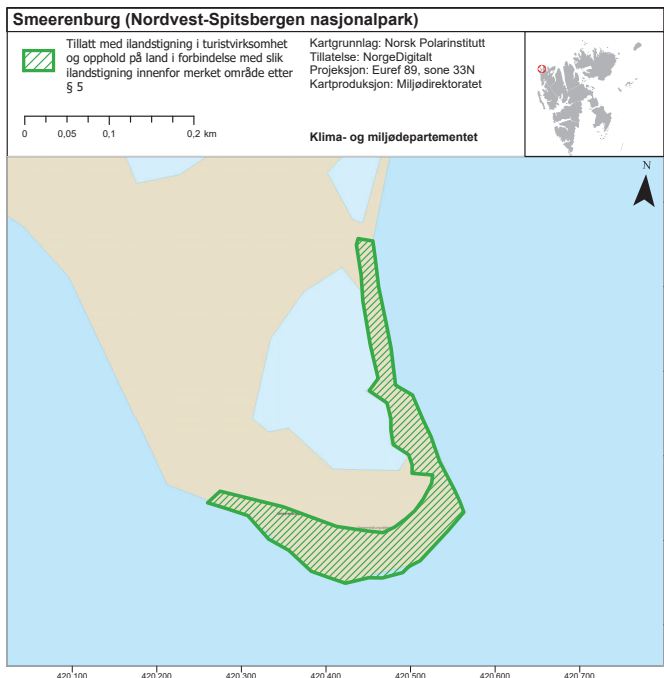 Smeerenburg (Nordvest-Spitsbergen nasjonalpark)
Tillatt med ilandstigning i turistvirksomhet
og opphold på land i forbindelse med slik
ilandstigning innenfor merket område etter
§ 5
0 0,05 0,1 0,2 km
Kartgrunnlag: Norsk Polarinstitutt
Tillatelse: NorgeDigitalt
Projeksjon: Euref 89, sone 33N
Kartproduksjon: Miljødirektoratet
Klima- og miljødepartementet
N
420 100 420 200 420 300 420 400 420 500 420 600 420 700